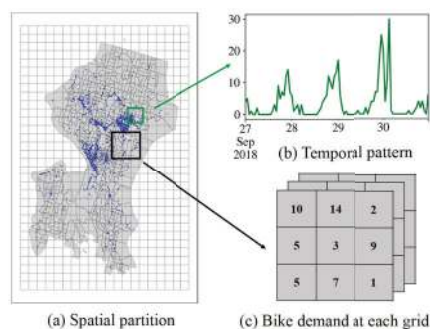 30
20
10
0
27
28
29
30
Sep
2018
(b) Temporal pattern
10 14 2
5 3 9
5 7 1
(a) Spatial partition
(c) Bike demand at each grid